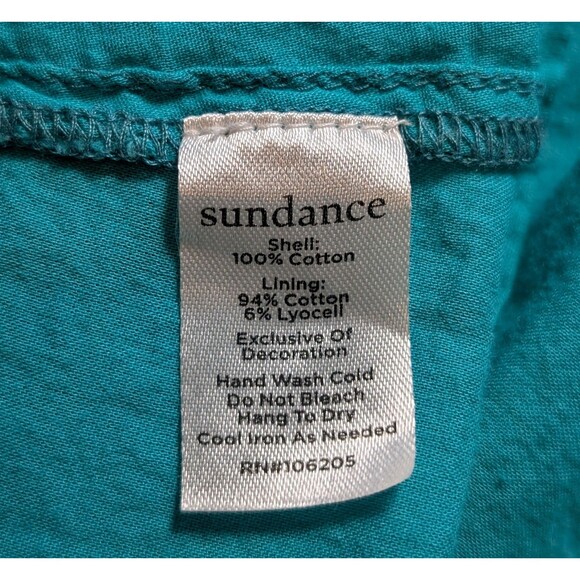 sundance
Shell:
100% Cotton
Lining:
94% Cotton
6% Lyocell
Exclusive Of
Decoration
Hand Wash Cold
Do Not Bleach
Hang To Dry
Cool Iron As Needed
RN#106205